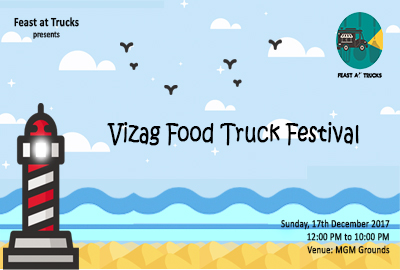 Feast at Trucks
presents
FEAST AT TRUCKS
Vizag Food Truck Festival
Sunday, 17th December 2017
12:00 PM to 10:00 PM
Venue: MGM Grounds